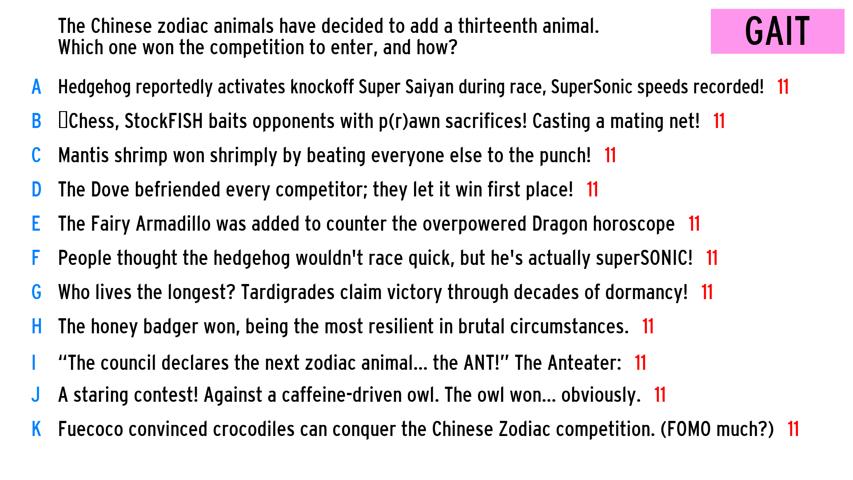 The Chinese zodiac animals have decided to add a thirteenth animal.
Which one won the competition to enter, and how?
GAIT
A Hedgehog reportedly activates knockoff Super Saiyan during race, SuperSonic speeds recorded! 11
B ▯Chess, StockFISH baits opponents with p(r)awn sacrifices! Casting a mating net! 11
C Mantis shrimp won shrimply by beating everyone else to the punch! 11
D The Dove befriended every competitor; they let it win first place! 11
E The Fairy Armadillo was added to counter the overpowered Dragon horoscope 11
F People thought the hedgehog wouldn't race quick, but he's actually superSONIC! 11
G Who lives the longest? Tardigrades claim victory through decades of dormancy! 11
H The honey badger won, being the most resilient in brutal circumstances. 11
I “The council declares the next zodiac animal... the ANT!” The Anteater: 11
J A staring contest! Against a caffeine-driven owl. The owl won... obviously. 11
K Fuecoco convinced crocodiles can conquer the Chinese Zodiac competition. (FOMO much?) 11